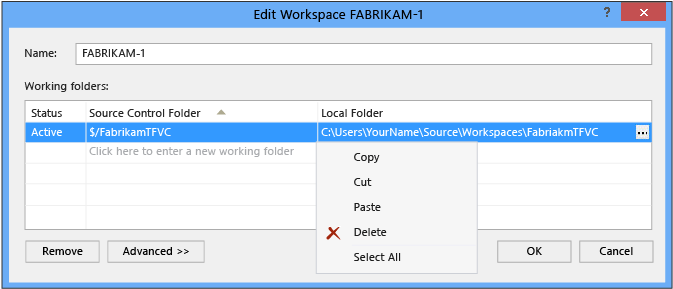 Edit Workspace FABRIKAM-1
?
Name: FABRIKAM-1
Working folders:
Status Source Control Folder Local Folder
Active $/FabrikamTFVC C:\Users\YourName\Source\Workspaces\FabriakmTFVC ...
Click here to enter a new working folder
Copy
Cut
Paste
Delete
Select All
Remove Advanced >> OK Cancel